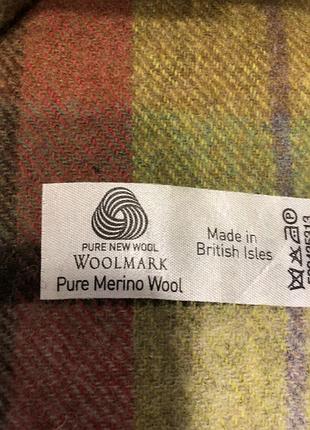 PURE NEW WOOL
WOOLMARK
Pure Merino Wool
Made in
British Isles